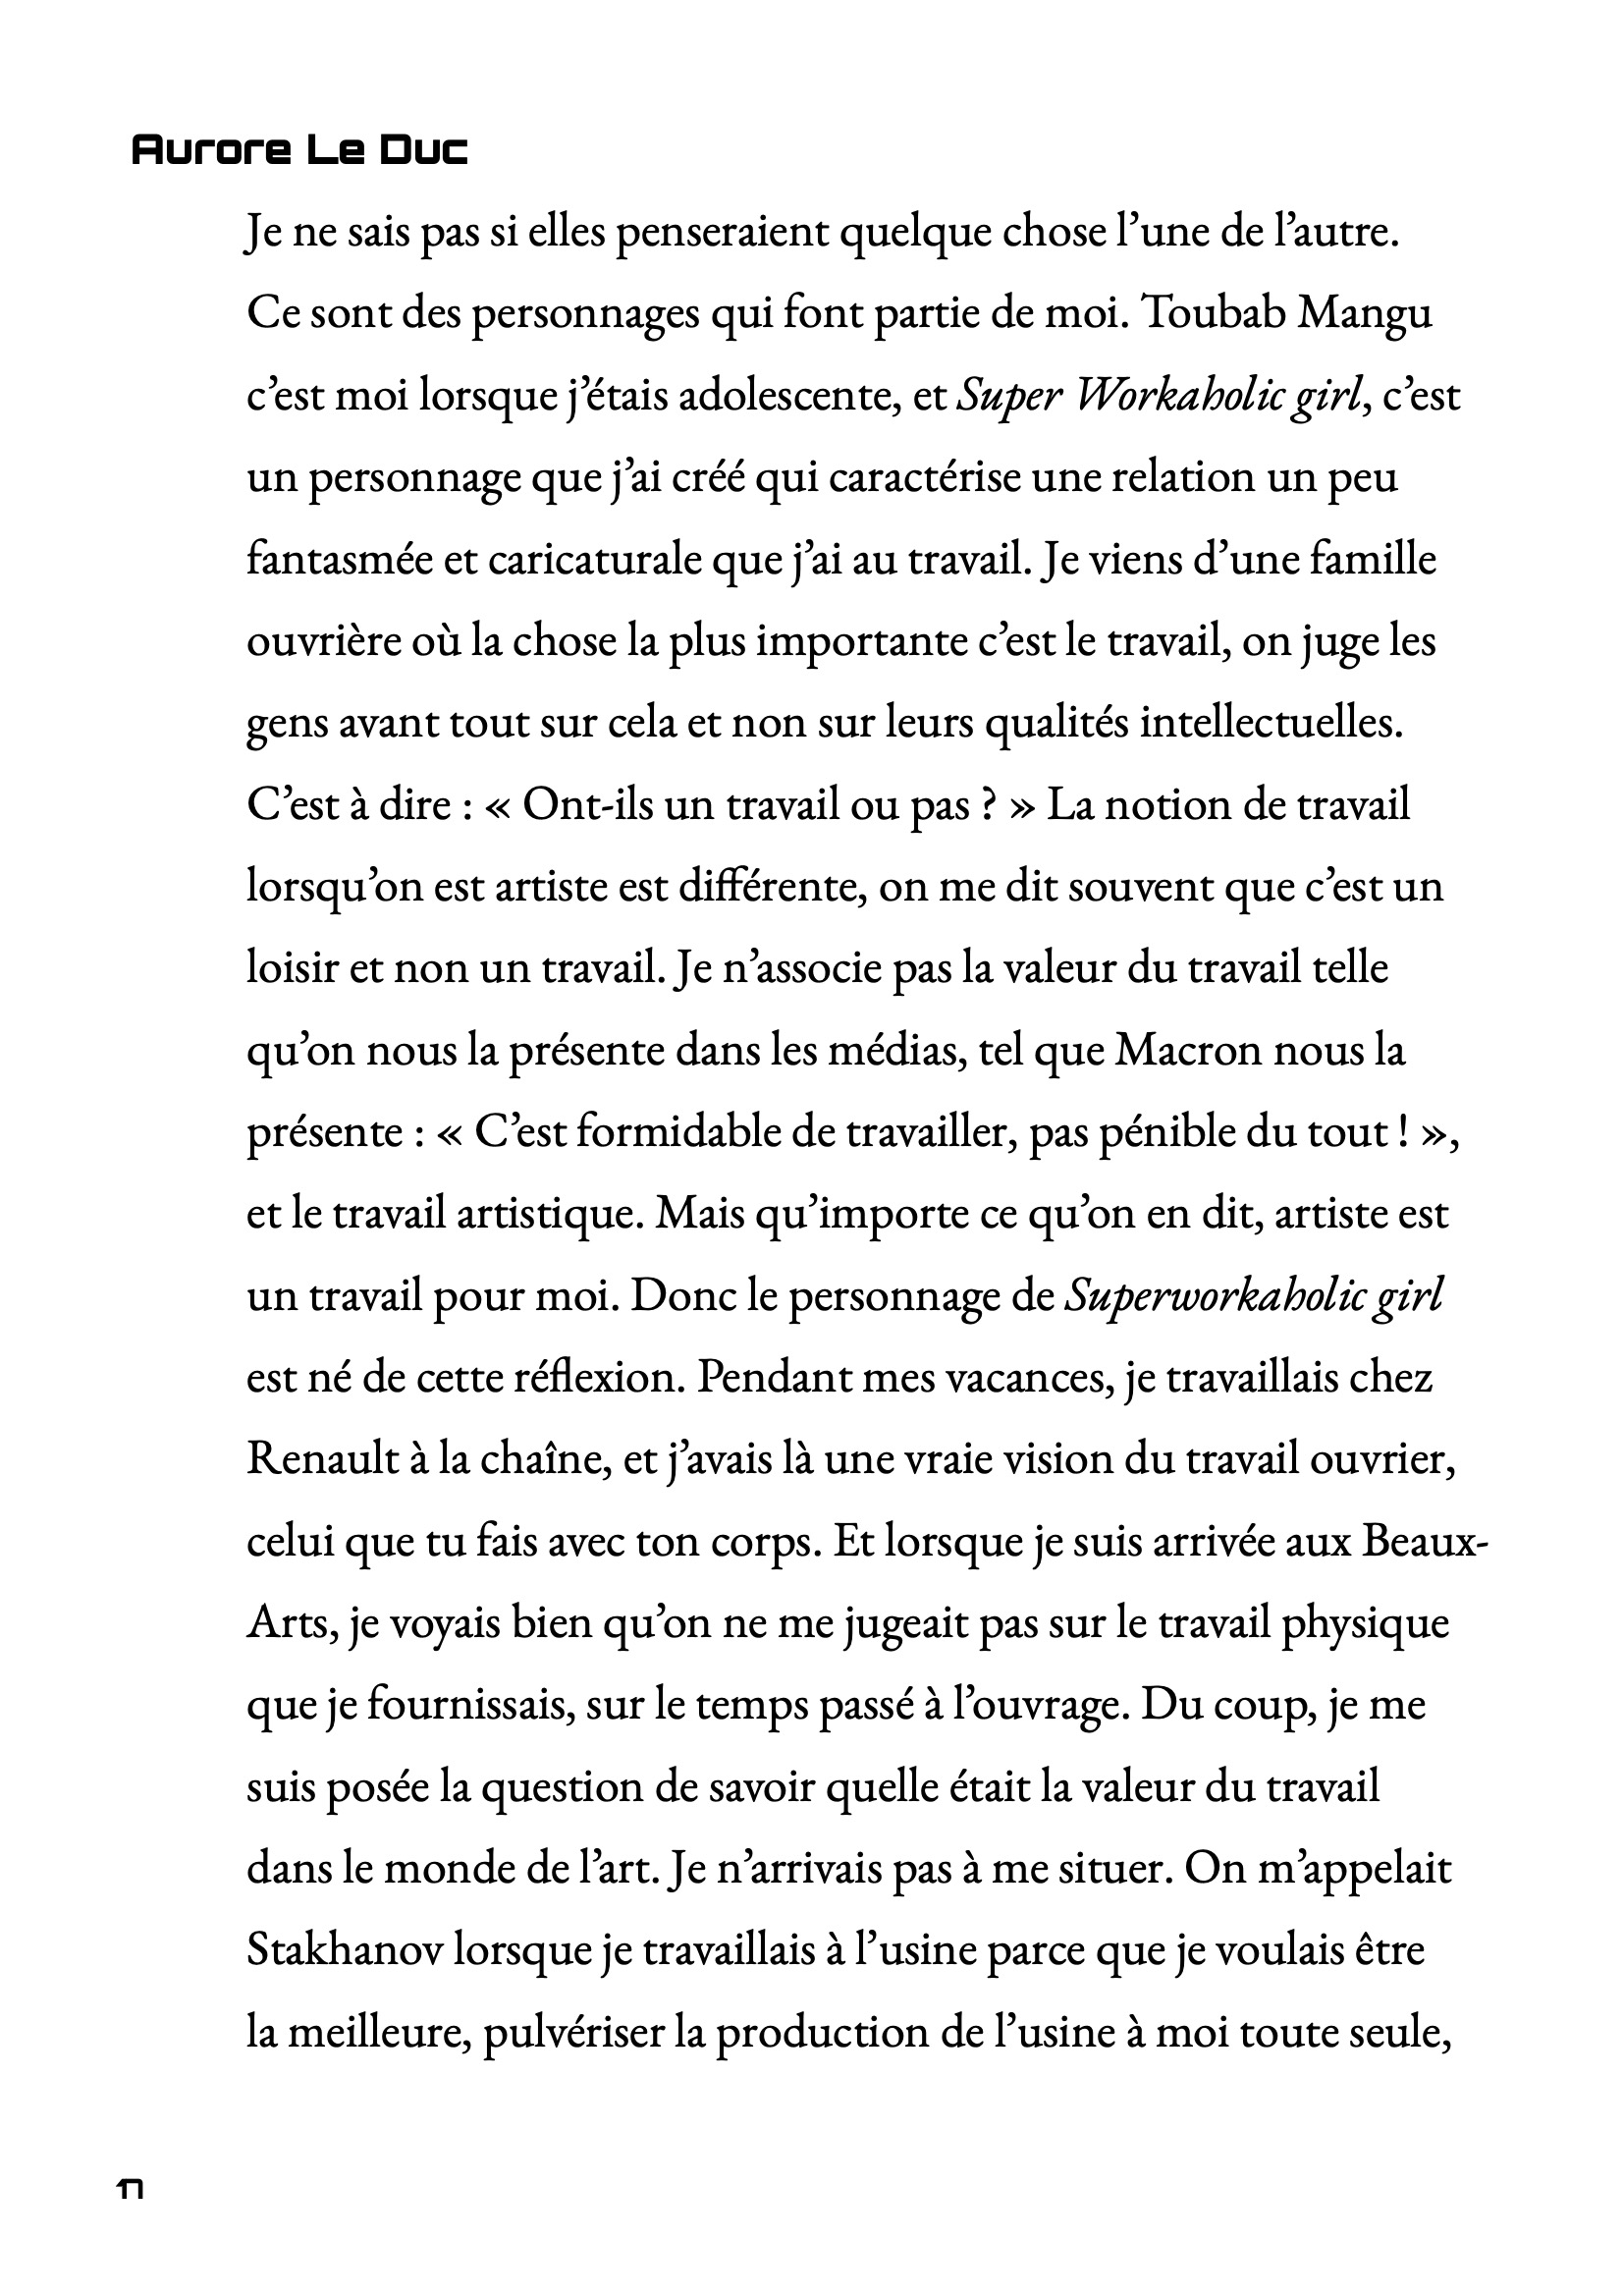 Aurore Le Duc
Je ne sais pas si elles penseraient quelque chose l’une de l’autre.
Ce sont des personnages qui font partie de moi. Toubab Mangu
c’est moi lorsque j’étais adolescente, et Super Workaholic girl, c’est
un personnage que j’ai créé qui caractérise une relation un peu
fantasmée et caricaturale que j’ai au travail. Je viens d’une famille
ouvrière où la chose la plus importante c’est le travail, on juge les
gens avant tout sur cela et non sur leurs qualités intellectuelles.
C’est à dire : « Ont-ils un travail ou pas ? » La notion de travail
lorsqu’on est artiste est différente, on me dit souvent que c’est un
loisir et non un travail. Je n’associe pas la valeur du travail telle
qu’on nous la présente dans les médias, tel que Macron nous la
présente : « C’est formidable de travailler, pas pénible du tout ! »,
et le travail artistique. Mais qu’importe ce qu’on en dit, artiste est
un travail pour moi. Donc le personnage de Superworkaholic girl
est né de cette réflexion. Pendant mes vacances, je travaillais chez
Renault à la chaîne, et j’avais là une vraie vision du travail ouvrier,
celui que tu fais avec ton corps. Et lorsque je suis arrivée aux Beaux-
Arts, je voyais bien qu’on ne me jugeait pas sur le travail physique
que je fournissais, sur le temps passé à l’ouvrage. Du coup, je me
suis posée la question de savoir quelle était la valeur du travail
dans le monde de l’art. Je n’arrivais pas à me situer. On m’appelait
Stakhanov lorsque je travaillais à l’usine parce que je voulais être
la meilleure, pulvériser la production de l’usine à moi toute seule,
17